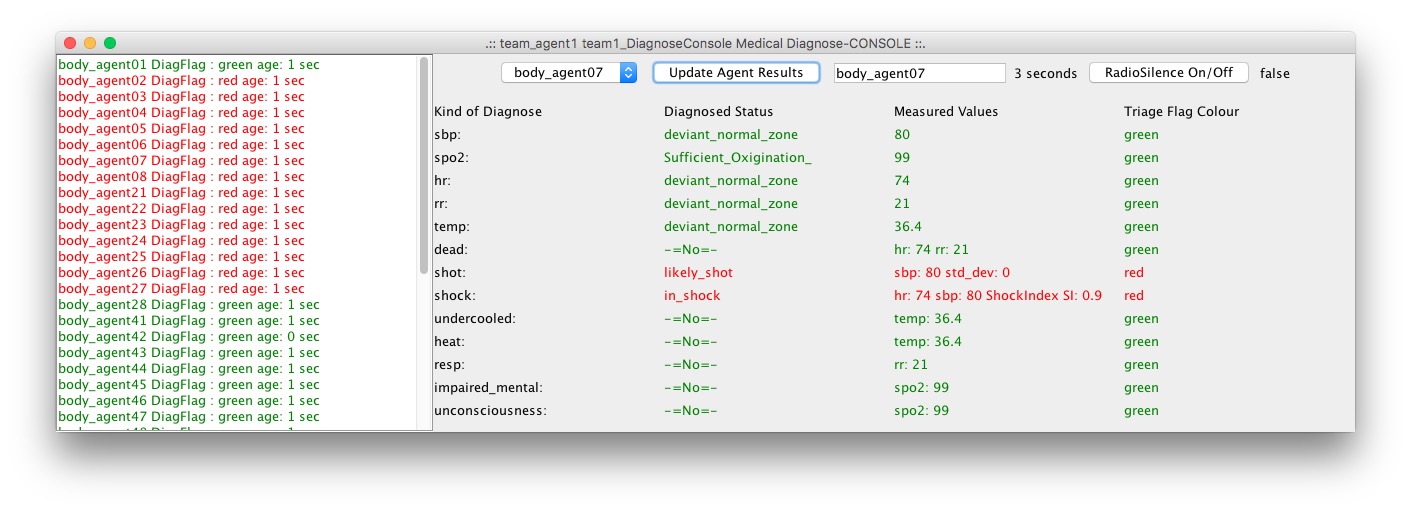 .:: team_agent1 team1_DiagnoseConsole Medical Diagnose-CONSOLE ::.
body_agent01 DiagFlag : green age: 1 sec
body_agent02 DiagFlag : red age: 1 sec
body_agent03 DiagFlag : red age: 1 sec
body_agent04 DiagFlag : red age: 1 sec
body_agent05 DiagFlag : red age: 1 sec
body_agent06 DiagFlag : red age: 1 sec
body_agent07 DiagFlag : red age: 1 sec
body_agent08 DiagFlag : red age: 1 sec
body_agent21 DiagFlag : red age: 1 sec
body_agent22 DiagFlag : red age: 1 sec
body_agent23 DiagFlag : red age: 1 sec
body_agent24 DiagFlag : red age: 1 sec
body_agent25 DiagFlag : red age: 1 sec
body_agent26 DiagFlag : red age: 1 sec
body_agent27 DiagFlag : red age: 1 sec
body_agent28 DiagFlag : green age: 1 sec
body_agent41 DiagFlag : green age: 1 sec
body_agent42 DiagFlag : green age: 0 sec
body_agent43 DiagFlag : green age: 1 sec
body_agent44 DiagFlag : green age: 1 sec
body_agent45 DiagFlag : green age: 1 sec
body_agent46 DiagFlag : green age: 1 sec
body_agent47 DiagFlag : green age: 1 sec
body_agent07 Update Agent Results body_agent07 3 seconds RadioSilence On/Off false
Kind of Diagnose Diagnosed Status Measured Values Triage Flag Colour
sbp: deviant_normal_zone 80 green
spo2: Sufficient_Oxigination_ 99 green
hr: deviant_normal_zone 74 green
rr: deviant_normal_zone 21 green
temp: deviant_normal_zone 36.4 green
dead: -=No=- hr: 74 rr: 21 green
shot: likely_shot sbp: 80 std_dev: 0 red
shock: in_shock hr: 74 sbp: 80 ShockIndex SI: 0.9 red
undercooled: -=No=- temp: 36.4 green
heat: -=No=- temp: 36.4 green
resp: -=No=- rr: 21 green
impaired_mental: -=No=- spo2: 99 green
unconsciousness: -=No=- spo2: 99 green